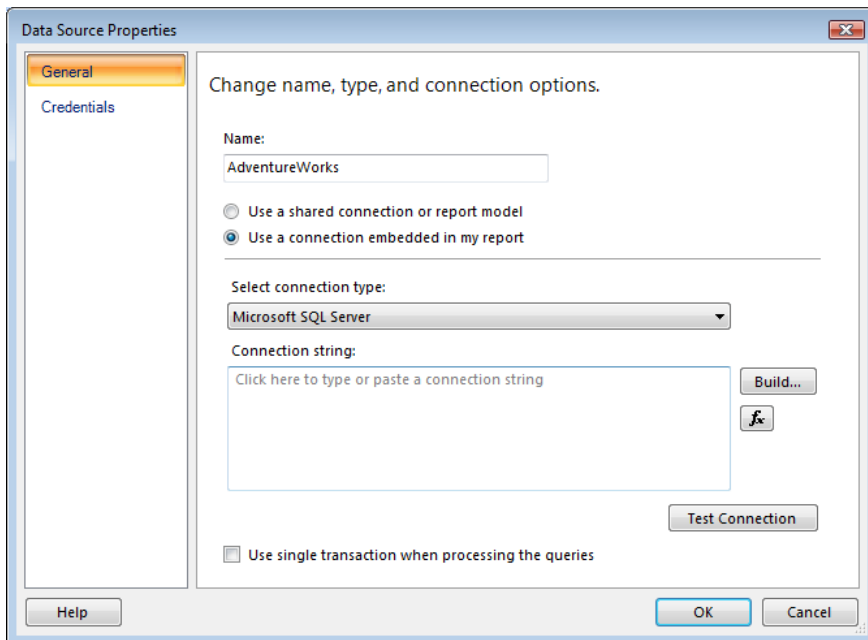 Data Source Properties
General
Credentials
Change name, type, and connection options.
Name:
AdventureWorks
Use a shared connection or report model
Use a connection embedded in my report
Select connection type:
Microsoft SQL Server
Connection string:
Click here to type or paste a connection string
Build...
fx
Test Connection
Use single transaction when processing the queries
Help
OK
Cancel